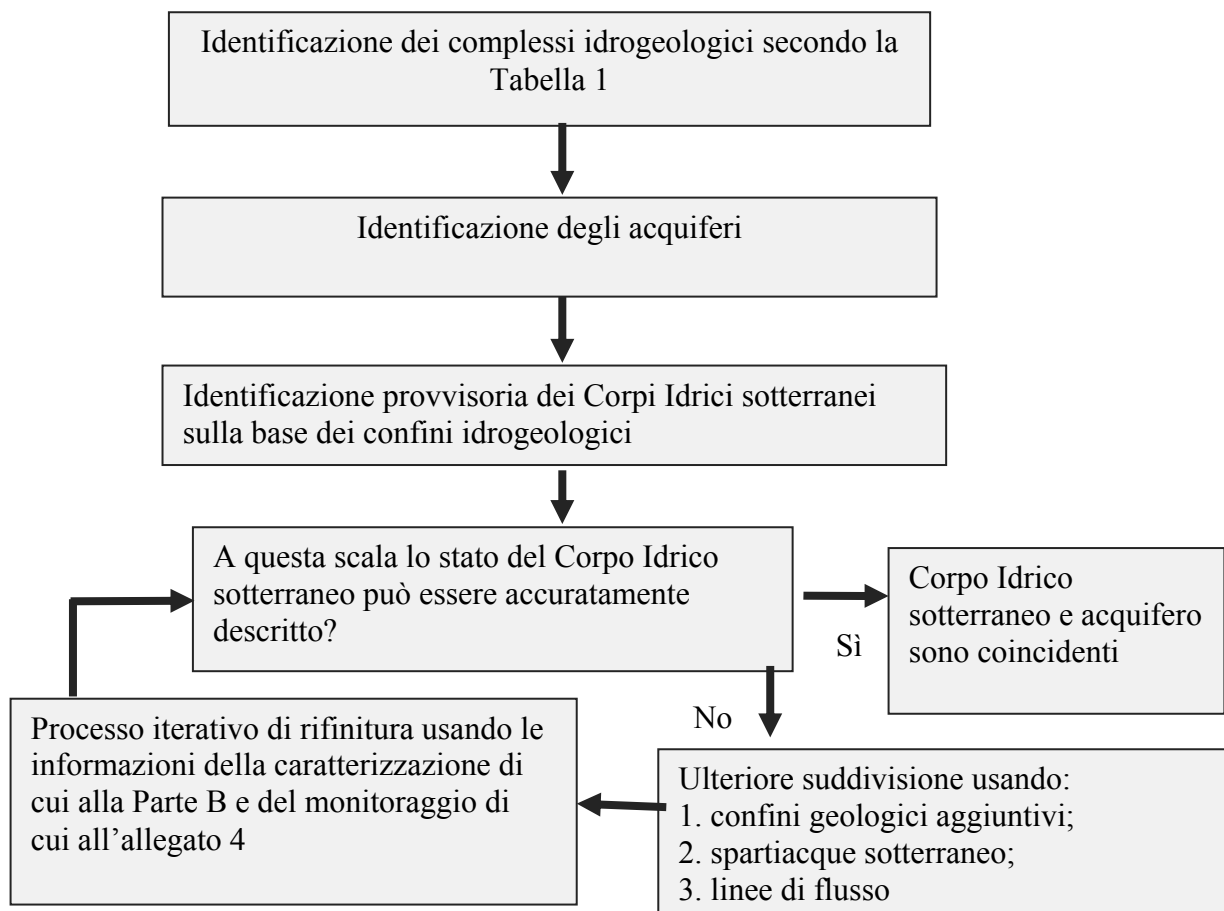 Identificazione dei complessi idrogeologici secondo la
Tabella 1
Identificazione degli acquiferi
Identificazione provvisoria dei Corpi Idrici sotterranei
sulla base dei confini idrogeologici
A questa scala lo stato del Corpo Idrico
sotterraneo può essere accuratamente
descritto?
Sì
Corpo Idrico
sotterraneo e acquifero
sono coincidenti
No
Ulteriore suddivisione usando:
1. confini geologici aggiuntivi;
2. spartiacque sotterraneo;
3. linee di flusso
Processo iterativo di rifinitura usando le
informazioni della caratterizzazione di
cui alla Parte B e del monitoraggio di
cui all’allegato 4